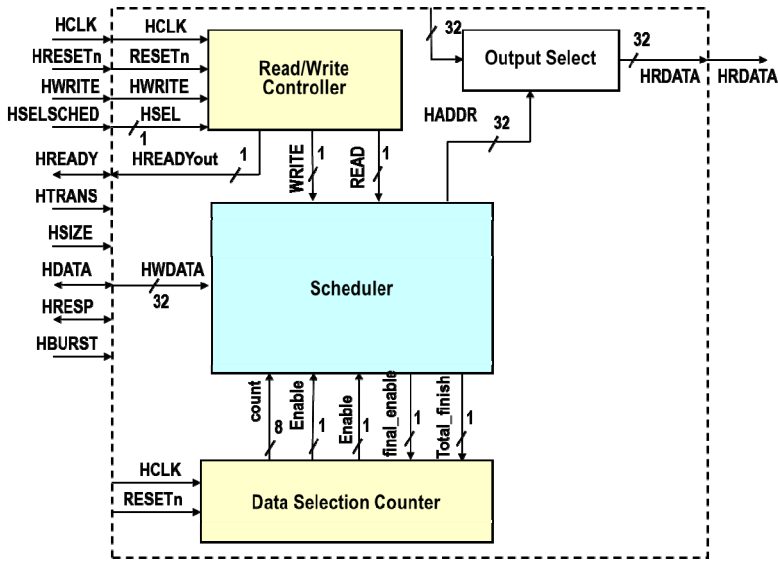 HCLK
HCLK
HRESETn
RESETn
HWRITE
HWRITE
HSELSCHED
HSEL
1
Read/Write
Controller
32
Output Select
32
HRDATA
HRDATA
HADDR
32
HREADY
HREADYout
1
WRITE
1
READ
1
HTRANS
HSIZE
HDATA
HWDATA
32
HRESP
HBURST
Scheduler
count
8
Enable
1
Enable
1
final_enable
1
Total_finish
1
HCLK
RESETn
Data Selection Counter